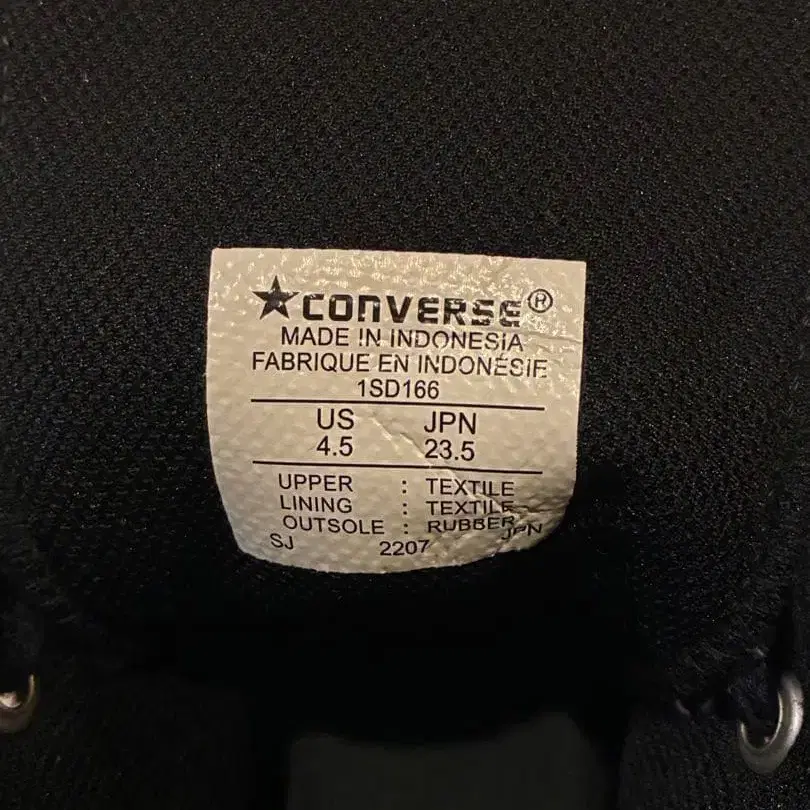 ★CONVERSE®
MADE IN INDONESIA
FABRIQUE EN INDONÉSIE
1SD166
US JPN
4.5 23.5
UPPER : TEXTILE
LINING : TEXTILE
OUTSOLE : RUBBER
SJ 2207 JPN